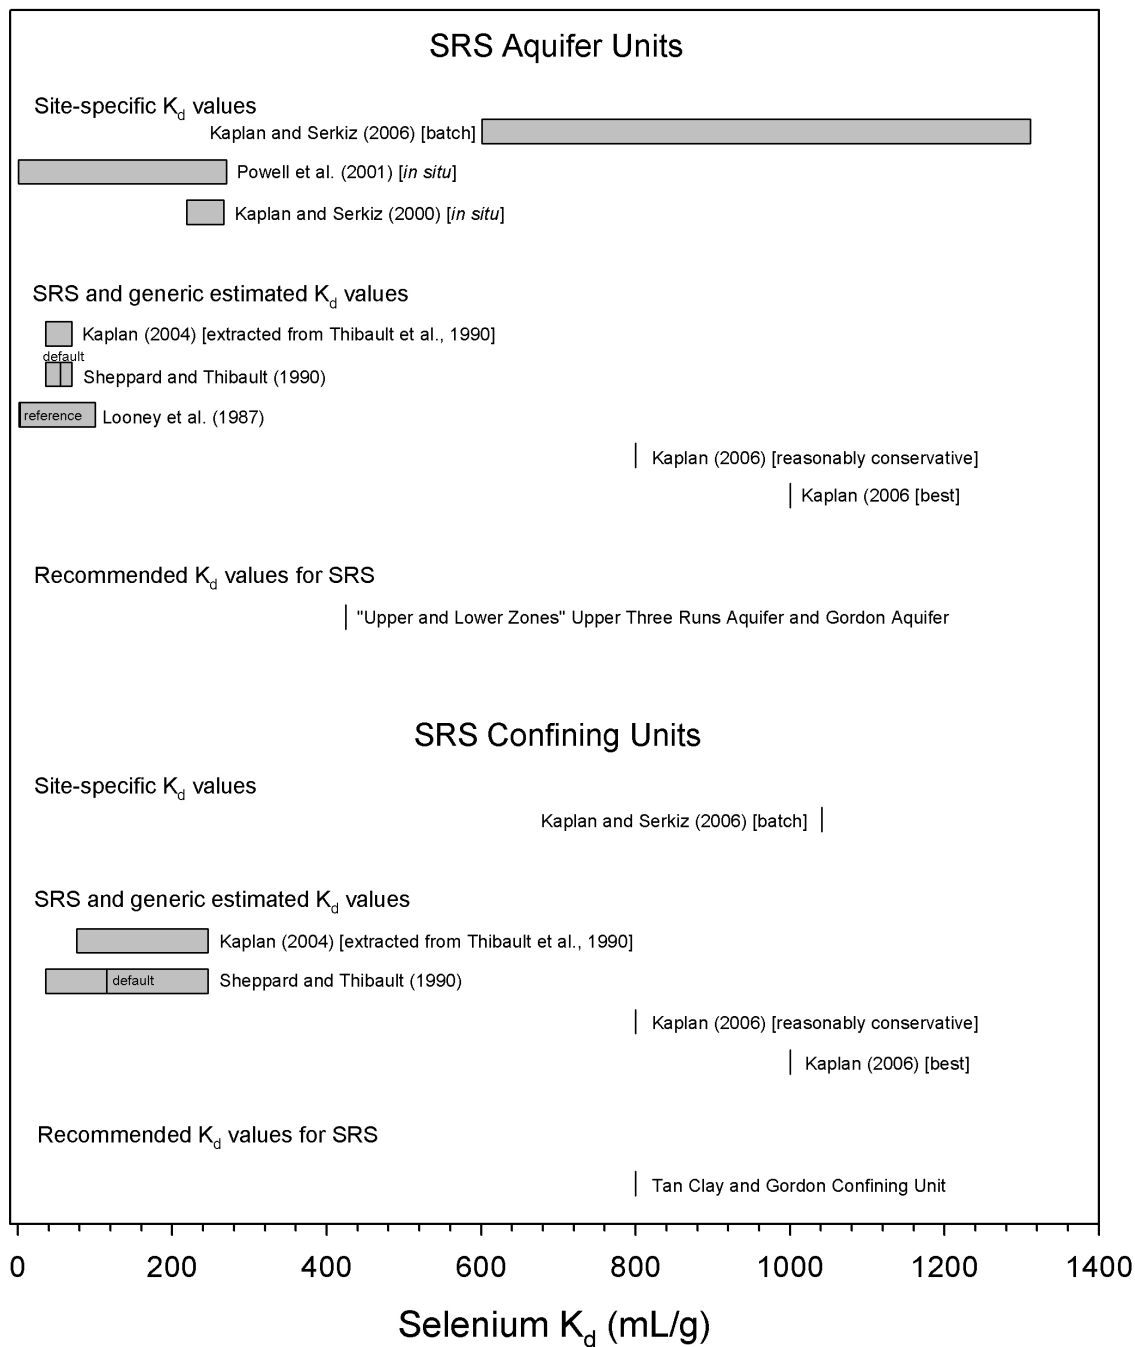 SRS Aquifer Units
Site-specific Kd values
Kaplan and Serkiz (2006) [batch]
Powell et al. (2001) [in situ]
Kaplan and Serkiz (2000) [in situ]
SRS and generic estimated Kd values
Kaplan (2004) [extracted from Thibault et al., 1990]
default
Sheppard and Thibault (1990)
reference
Looney et al. (1987)
Kaplan (2006) [reasonably conservative]
Kaplan (2006 [best]
Recommended Kd values for SRS
"Upper and Lower Zones" Upper Three Runs Aquifer and Gordon Aquifer
SRS Confining Units
Site-specific Kd values
Kaplan and Serkiz (2006) [batch]
SRS and generic estimated Kd values
Kaplan (2004) [extracted from Thibault et al., 1990]
default
Sheppard and Thibault (1990)
Kaplan (2006) [reasonably conservative]
Kaplan (2006) [best]
Recommended Kd values for SRS
Tan Clay and Gordon Confining Unit
0 200 400 600 800 1000 1200 1400
Selenium Kd (mL/g)